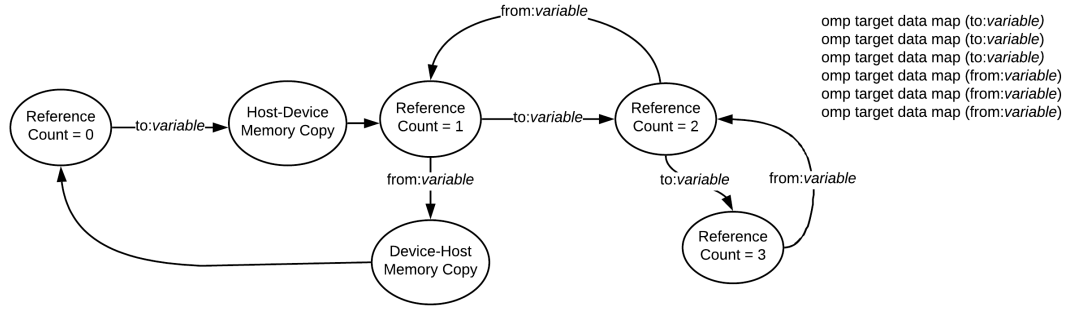 from:variable
omp target data map (to:variable)
omp target data map (to:variable)
omp target data map (to:variable)
omp target data map (from:variable)
omp target data map (from:variable)
omp target data map (from:variable)
Reference
Count = 0
to:variable
Host-Device
Memory Copy
Reference
Count = 1
to:variable
Reference
Count = 2
from:variable
to:variable
from:variable
Device-Host
Memory Copy
Reference
Count = 3